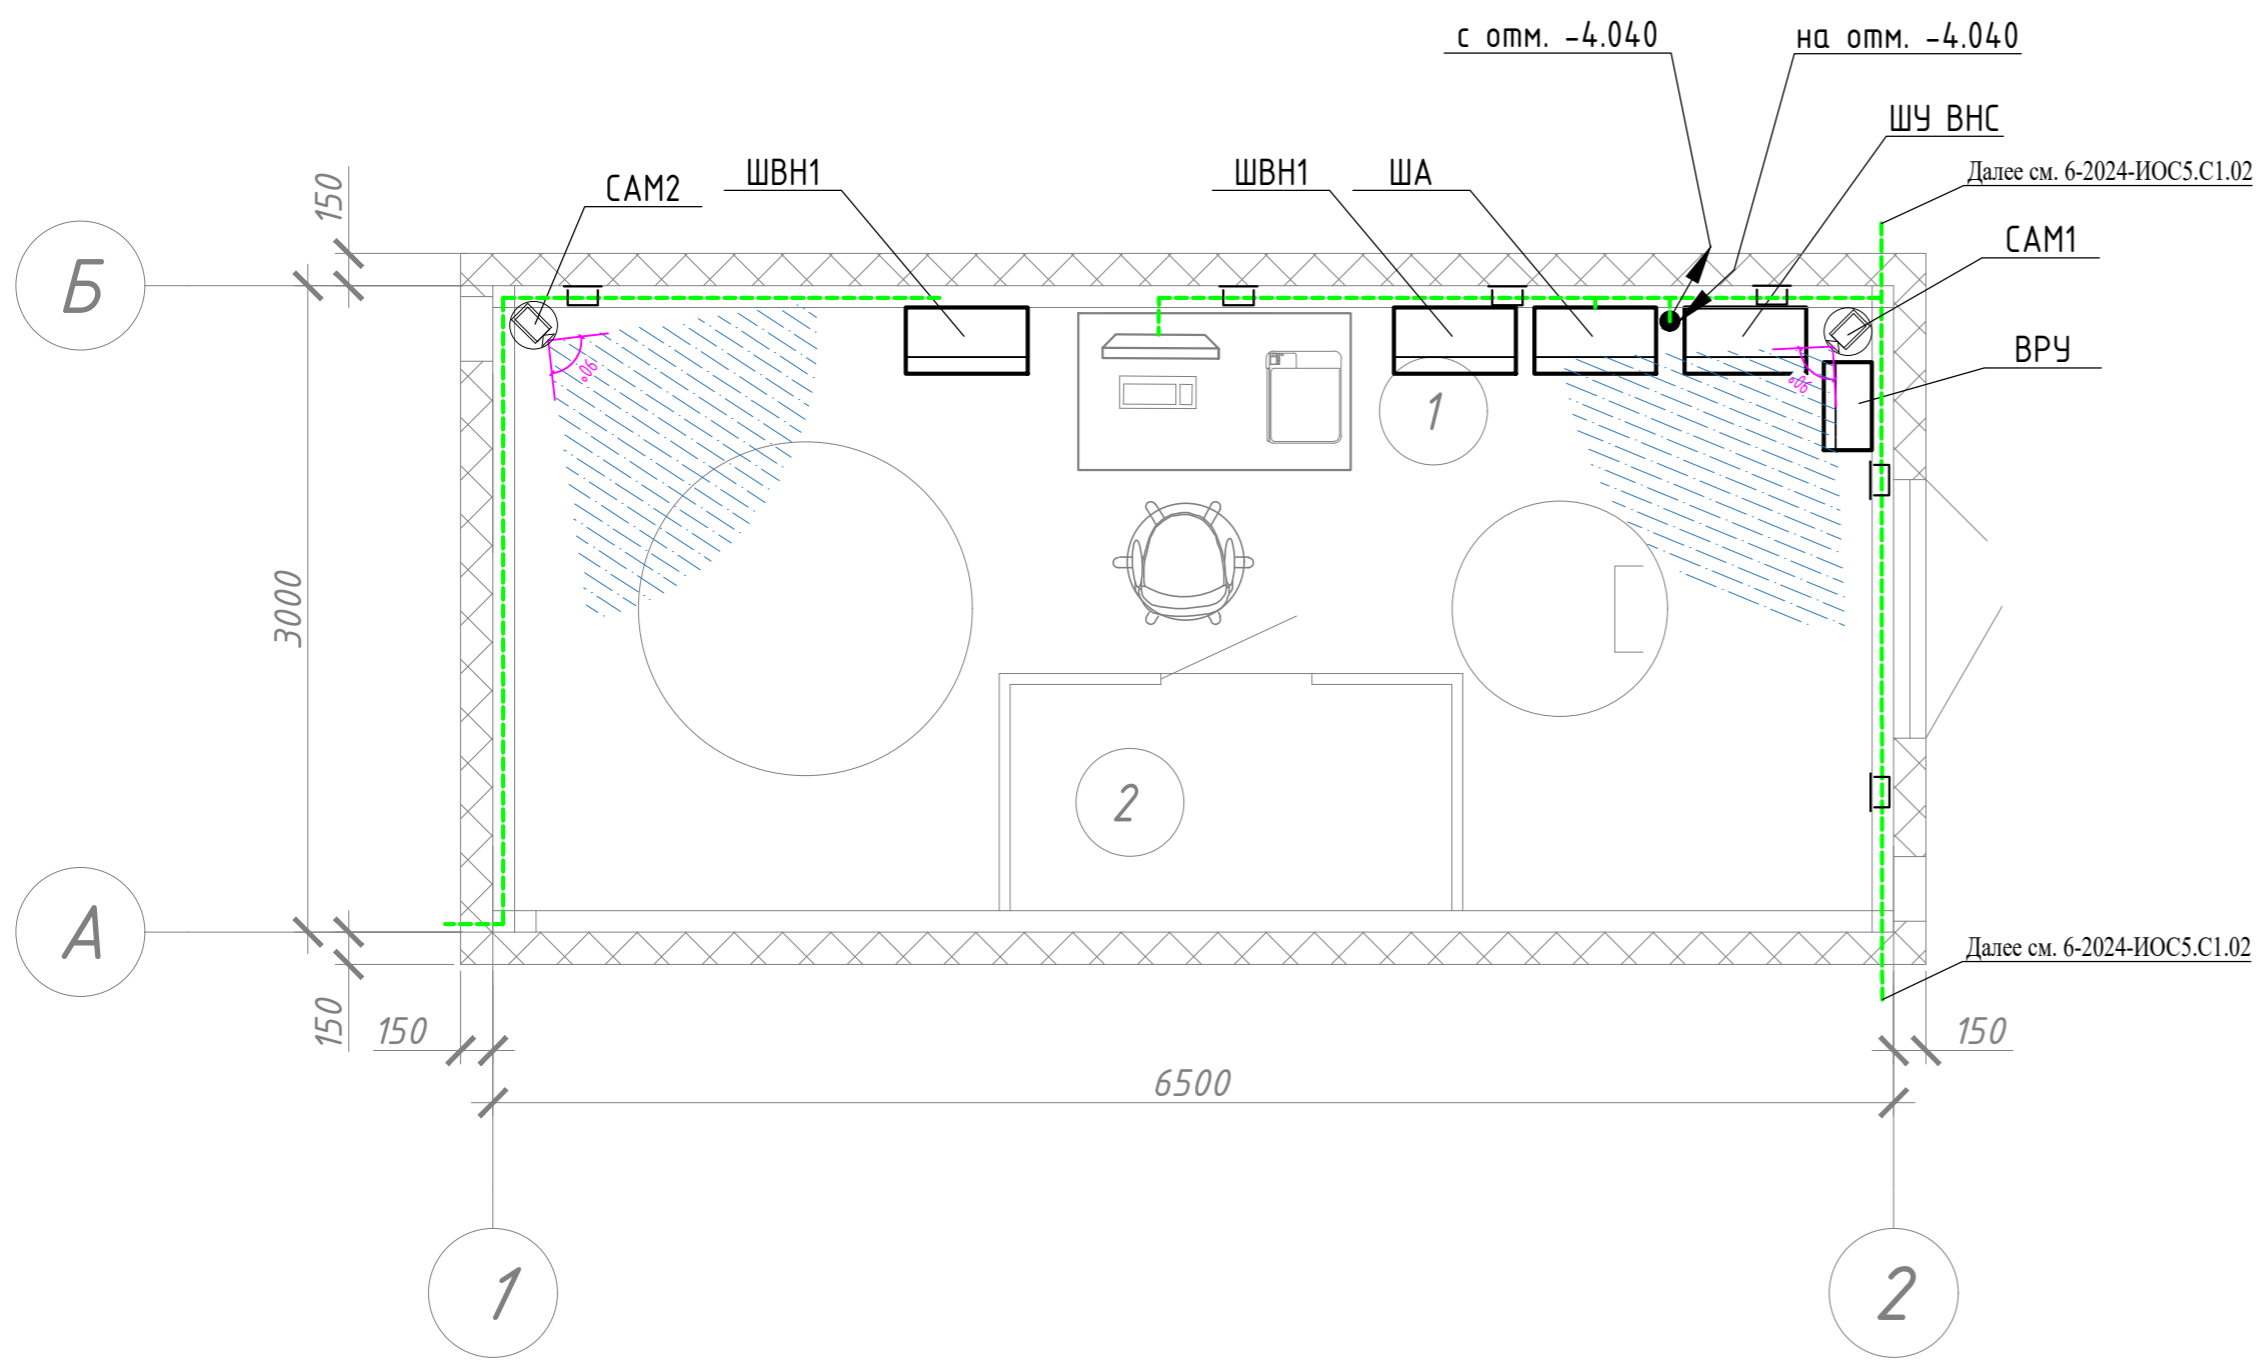 с отм. -4.040
на отм. -4.040
ШУ ВНС
ШВН1
ШВН1
ША
Далее см. 6-2024-ИОС5.С1.02
САМ2
150
САМ1
Б
ВРУ
90°
90°
1
3000
2
А
Далее см. 6-2024-ИОС5.С1.02
150
150
150
6500
1
2